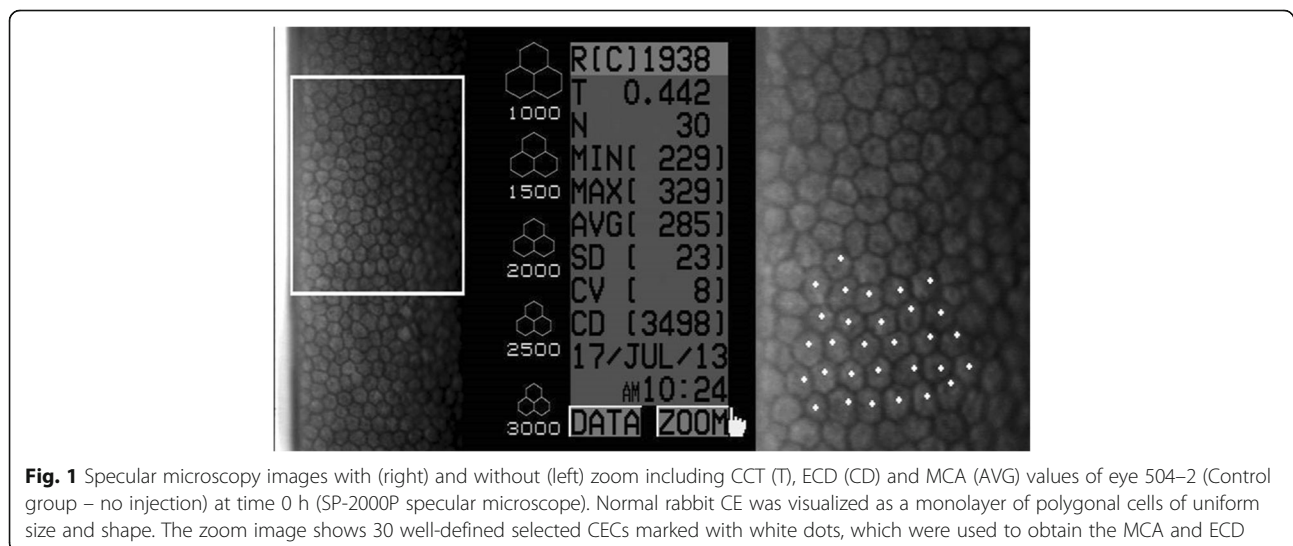 1000
1500
2000
2500
3000
R[C]1938
T 0.442
N 30
MIN[ 229]
MAX[ 329]
AVG[ 285]
SD [ 23]
CV [ 8]
CD [3498]
17/JUL/13
AM10:24
DATA ZOOM
Fig. 1 Specular microscopy images with (right) and without (left) zoom including CCT (T), ECD (CD) and MCA (AVG) values of eye 504–2 (Control
group – no injection) at time 0 h (SP-2000P specular microscope). Normal rabbit CE was visualized as a monolayer of polygonal cells of uniform
size and shape. The zoom image shows 30 well-defined selected CECs marked with white dots, which were used to obtain the MCA and ECD